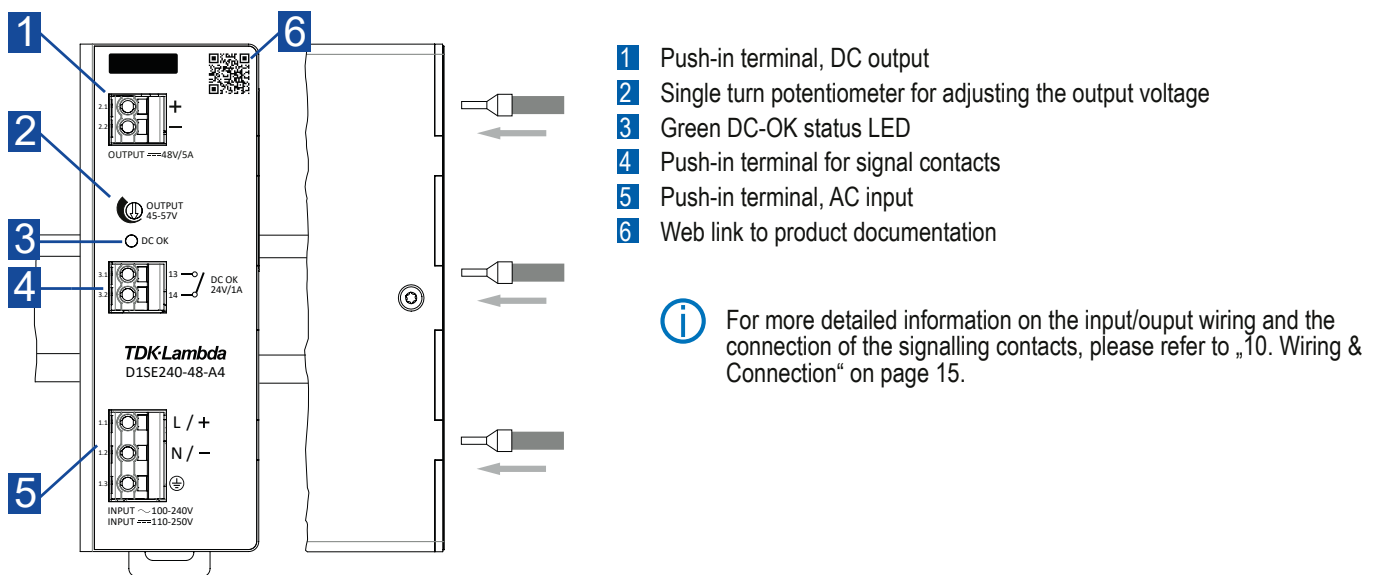 1
6
2.1
+
2.2
−
OUTPUT ⎓48V/5A
2
OUTPUT
45-57V
3
DC OK
4
3.1
13
3.2
14
DC OK
24V/1A
TDK·Lambda
D1SE240-48-A4
5
1.1
L / +
1.2
N / −
1.3
INPUT ∼100-240V
INPUT ⎓110-250V
1 Push-in terminal, DC output
2 Single turn potentiometer for adjusting the output voltage
3 Green DC-OK status LED
4 Push-in terminal for signal contacts
5 Push-in terminal, AC input
6 Web link to product documentation
i
For more detailed information on the input/ouput wiring and the
connection of the signalling contacts, please refer to „10. Wiring &
Connection“ on page 15.